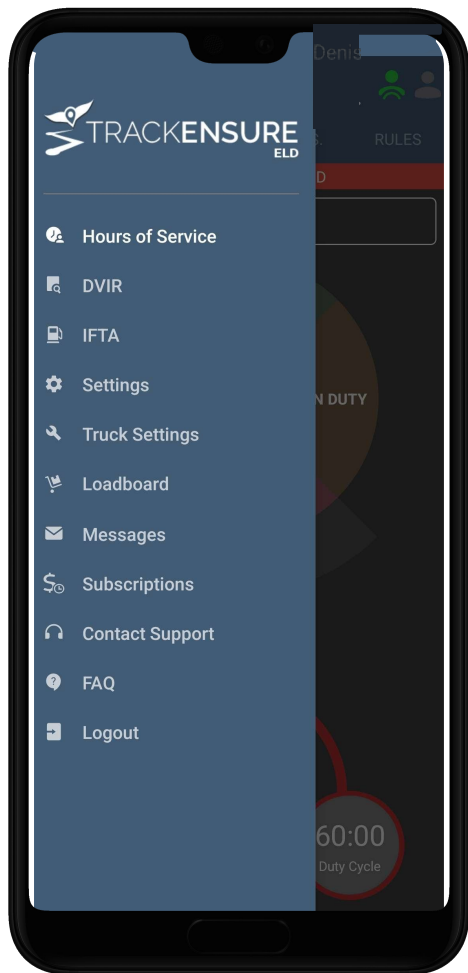 Denis
TRACKENSURE
ELD
RULES
D
Hours of Service
DVIR
IFTA
Settings
N DUTY
Truck Settings
Loadboard
Messages
Subscriptions
Contact Support
FAQ
Logout
60:00
Duty Cycle